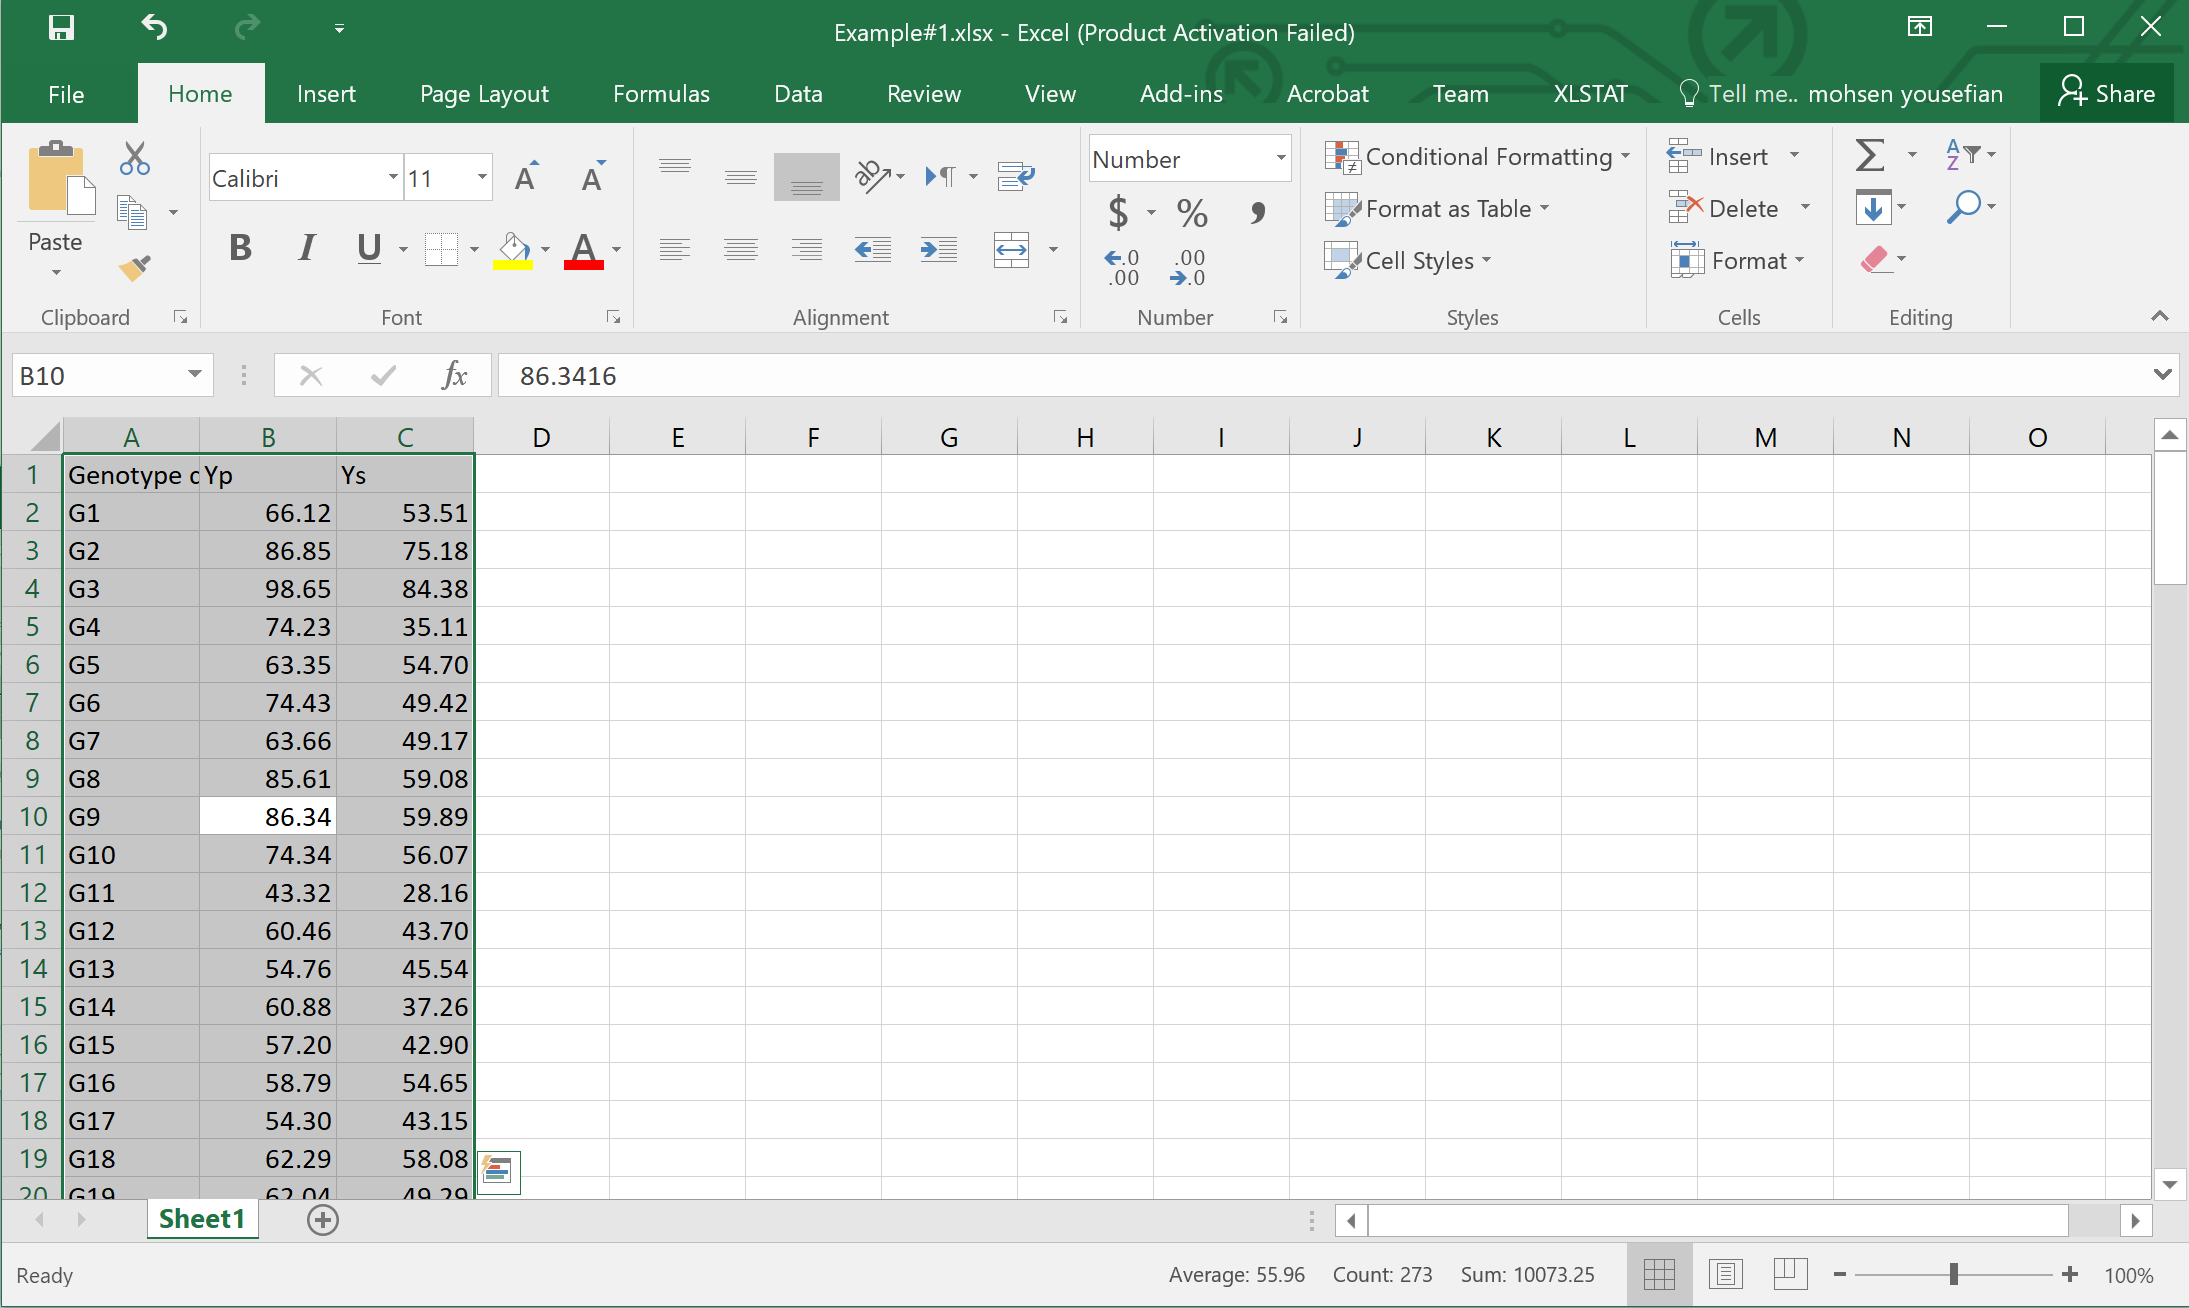 Example#1.xlsx - Excel (Product Activation Failed)
File Home Insert Page Layout Formulas Data Review View Add-ins Acrobat Team XLSTAT Tell me.. mohsen yousefian Share
Paste
Calibri 11
B I U A
Number
$ % ,
Conditional Formatting
Format as Table
Cell Styles
Insert
Delete
Format
Clipboard Font Alignment Number Styles Cells Editing
B10 fx 86.3416
A B C D E F G H I J K L M N O
1 Genotype c Yp Ys
2 G1 66.12 53.51
3 G2 86.85 75.18
4 G3 98.65 84.38
5 G4 74.23 35.11
6 G5 63.35 54.70
7 G6 74.43 49.42
8 G7 63.66 49.17
9 G8 85.61 59.08
10 G9 86.34 59.89
11 G10 74.34 56.07
12 G11 43.32 28.16
13 G12 60.46 43.70
14 G13 54.76 45.54
15 G14 60.88 37.26
16 G15 57.20 42.90
17 G16 58.79 54.65
18 G17 54.30 43.15
19 G18 62.29 58.08
20 G19 62.04 49.29
Sheet1
Ready Average: 55.96 Count: 273 Sum: 10073.25 100%